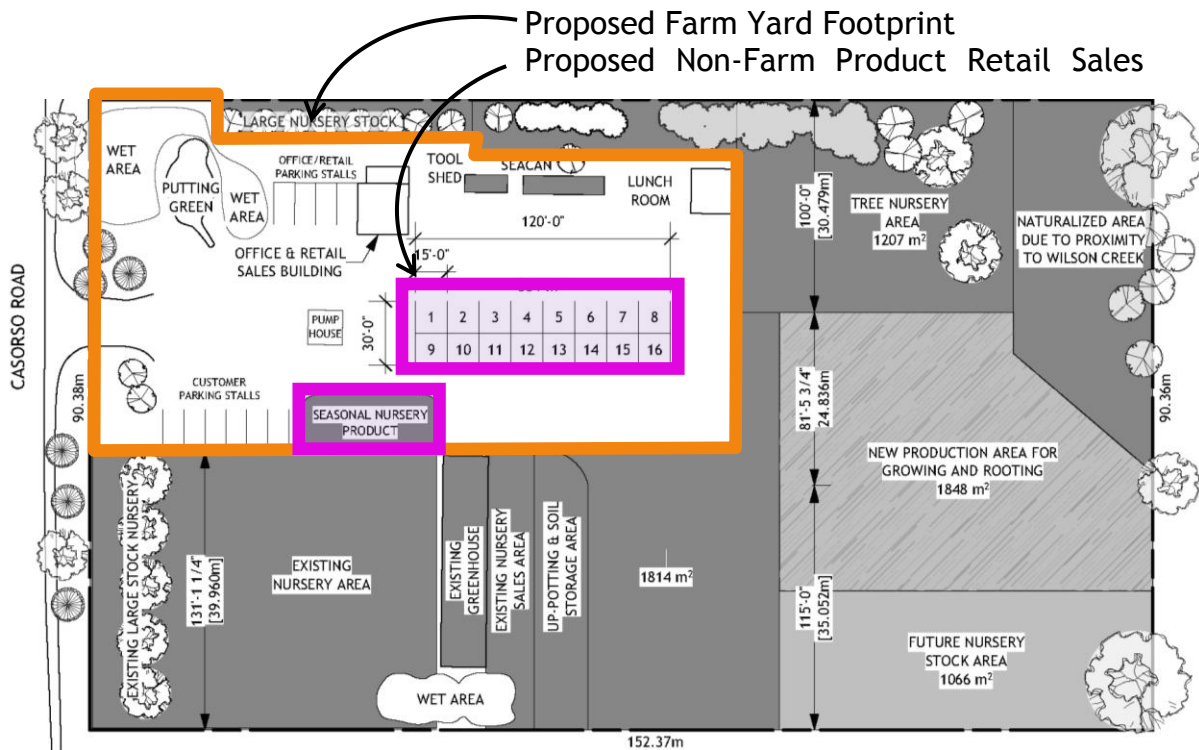 Proposed Farm Yard Footprint
Proposed Non-Farm Product Retail Sales
LARGE NURSERY STOCK
WET
AREA
PUTTING
GREEN
WET
AREA
OFFICE/RETAIL
PARKING STALLS
OFFICE & RETAIL
SALES BUILDING
TOOL
SHED
SEACAN
LUNCH
ROOM
120'-0"
15'-0"
30'-0"
1 2 3 4 5 6 7 8
9 10 11 12 13 14 15 16
PUMP
HOUSE
CUSTOMER
PARKING STALLS
SEASONAL NURSERY
PRODUCT
CASORSO ROAD
90.38m
100'-0"
[30.479m]
TREE NURSERY
AREA
1207 m²
NATURALIZED AREA
DUE TO PROXIMITY
TO WILSON CREEK
81'-5 3/4"
24.836m
90.36m
NEW PRODUCTION AREA FOR
GROWING AND ROOTING
1848 m²
EXISTING LARGE STOCK NURSERY
131'-1 1/4"
[39.960m]
EXISTING
NURSERY AREA
EXISTING
GREENHOUSE
EXISTING NURSERY
SALES AREA
UP-POTTING & SOIL
STORAGE AREA
1814 m²
115'-0"
[35.052m]
FUTURE NURSERY
STOCK AREA
1066 m²
WET AREA
152.37m